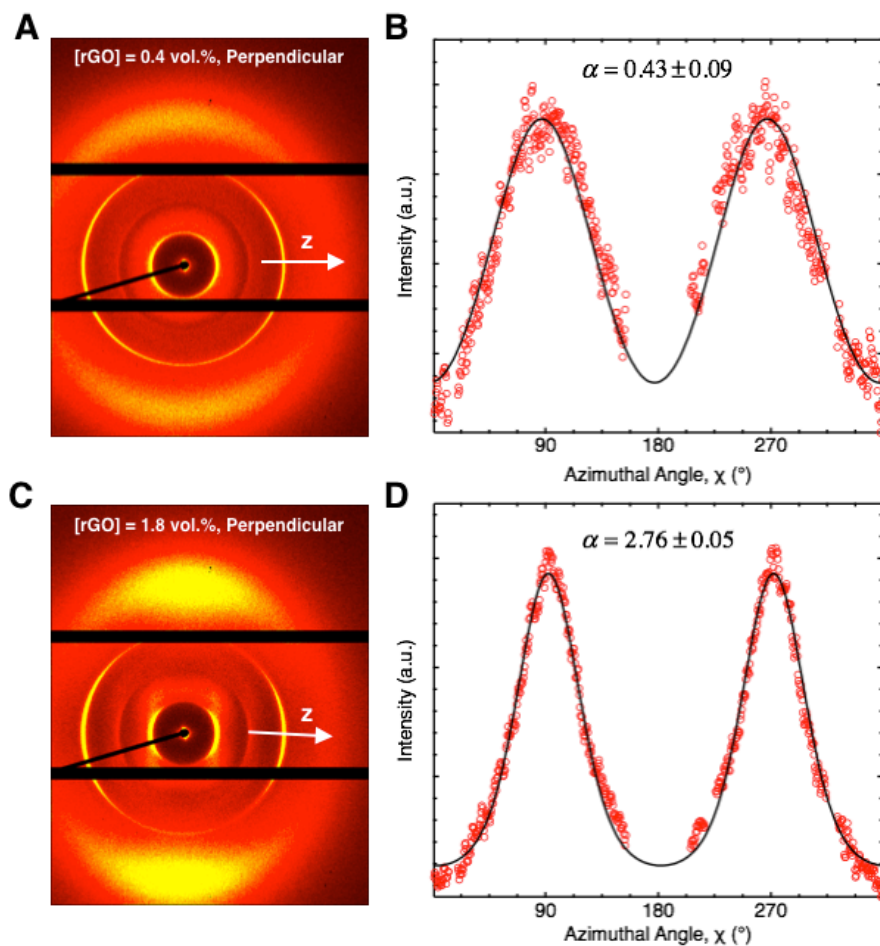 A
[rGO] = 0.4 vol.%, Perpendicular
z
B
α = 0.43 ± 0.09
Intensity (a.u.)
90 180 270
Azimuthal Angle, χ (°)
C
[rGO] = 1.8 vol.%, Perpendicular
z
D
α = 2.76 ± 0.05
Intensity (a.u.)
90 180 270
Azimuthal Angle, χ (°)